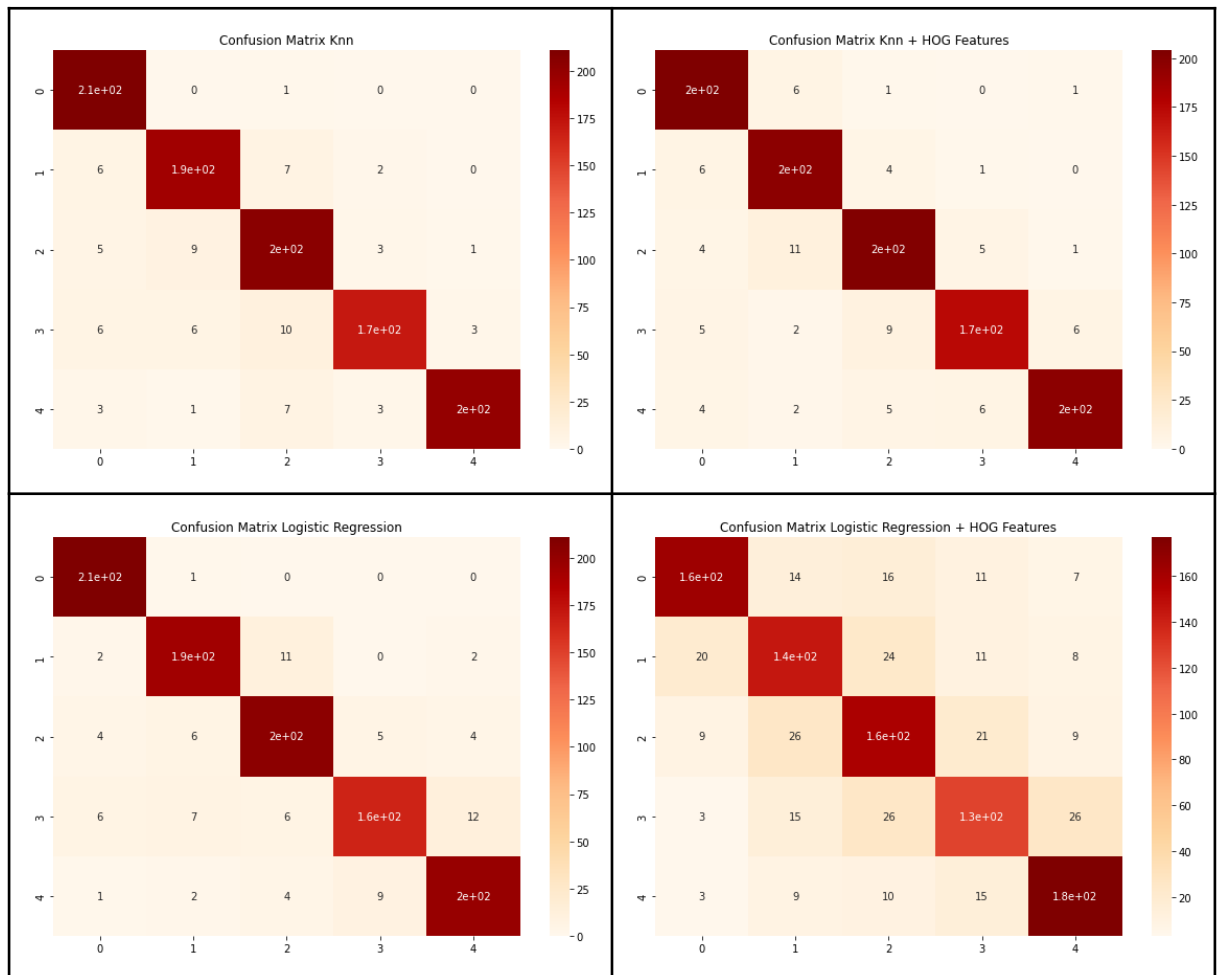 Confusion Matrix Knn
0 2.1e+02 0 1 0 0
1 6 1.9e+02 7 2 0
2 5 9 2e+02 3 1
3 6 6 10 1.7e+02 3
4 3 1 7 3 2e+02
0 1 2 3 4
200
175
150
125
100
75
50
25
0
Confusion Matrix Knn + HOG Features
0 2e+02 6 1 0 1
1 6 2e+02 4 1 0
2 4 11 2e+02 5 1
3 5 2 9 1.7e+02 6
4 4 2 5 6 2e+02
0 1 2 3 4
200
175
150
125
100
75
50
25
0
Confusion Matrix Logistic Regression
0 2.1e+02 1 0 0 0
1 2 1.9e+02 11 0 2
2 4 6 2e+02 5 4
3 6 7 6 1.6e+02 12
4 1 2 4 9 2e+02
0 1 2 3 4
200
175
150
125
100
75
50
25
0
Confusion Matrix Logistic Regression + HOG Features
0 1.6e+02 14 16 11 7
1 20 1.4e+02 24 11 8
2 9 26 1.6e+02 21 9
3 3 15 26 1.3e+02 26
4 3 9 10 15 1.8e+02
0 1 2 3 4
160
140
120
100
80
60
40
20